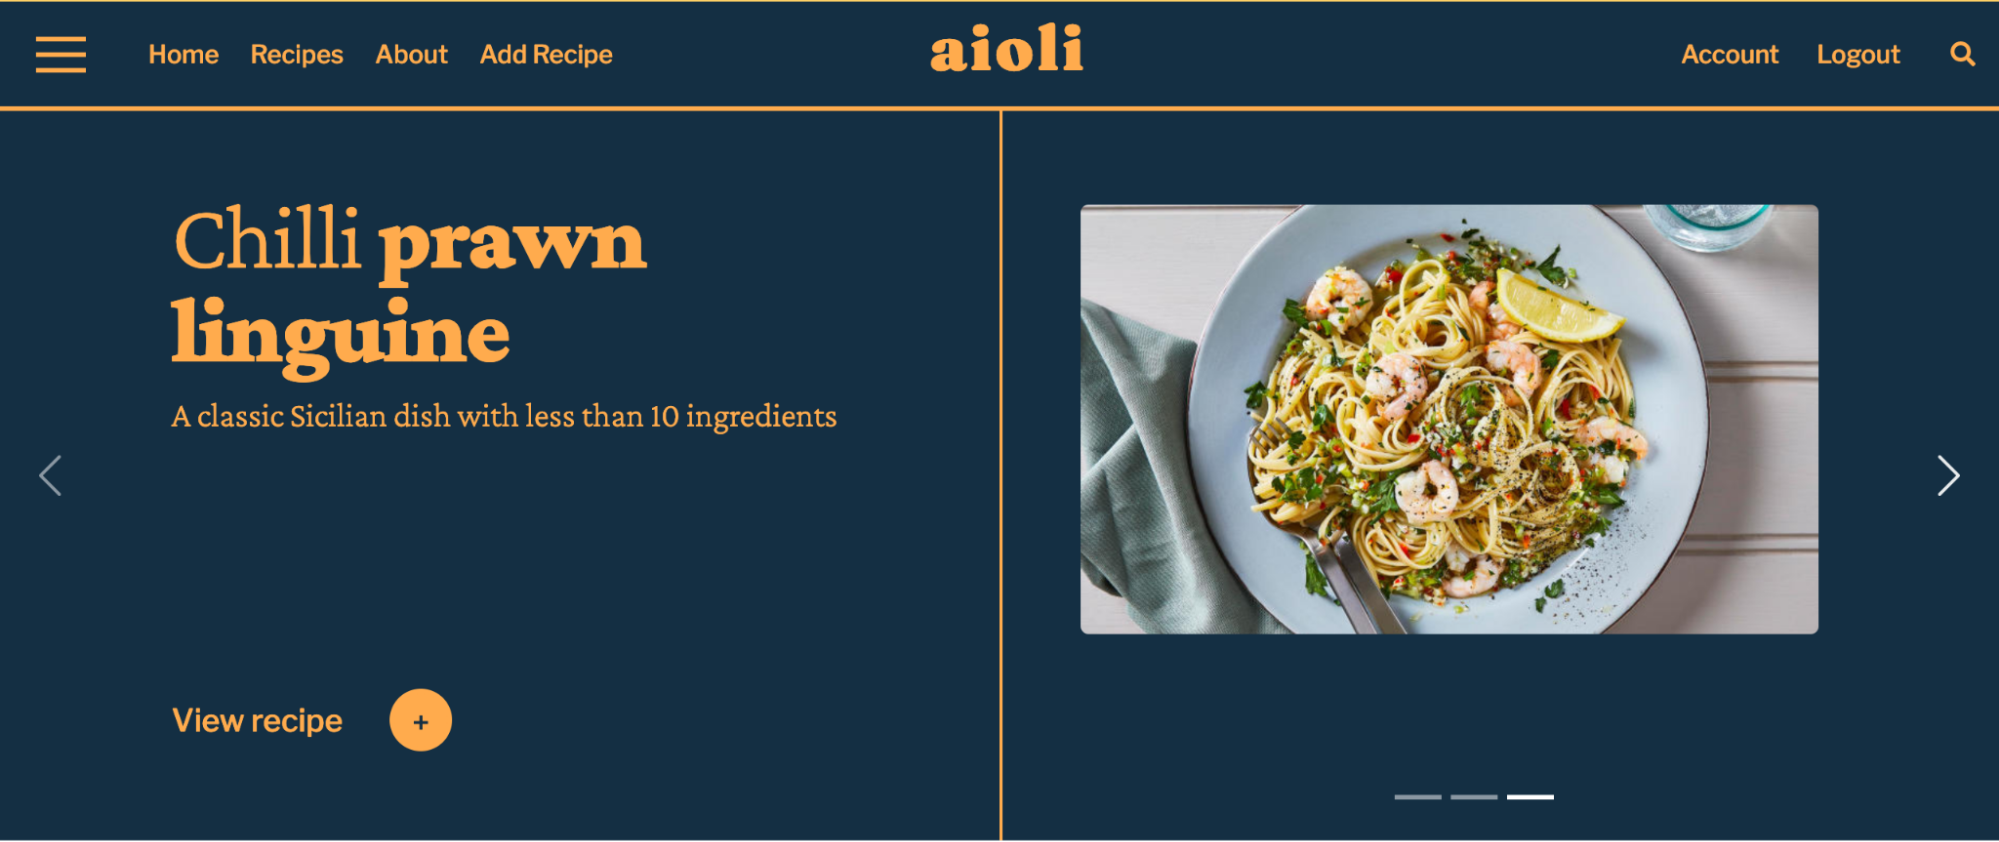 Home Recipes About Add Recipe aioli Account Logout
Chilli prawn
linguine
A classic Sicilian dish with less than 10 ingredients
View recipe +